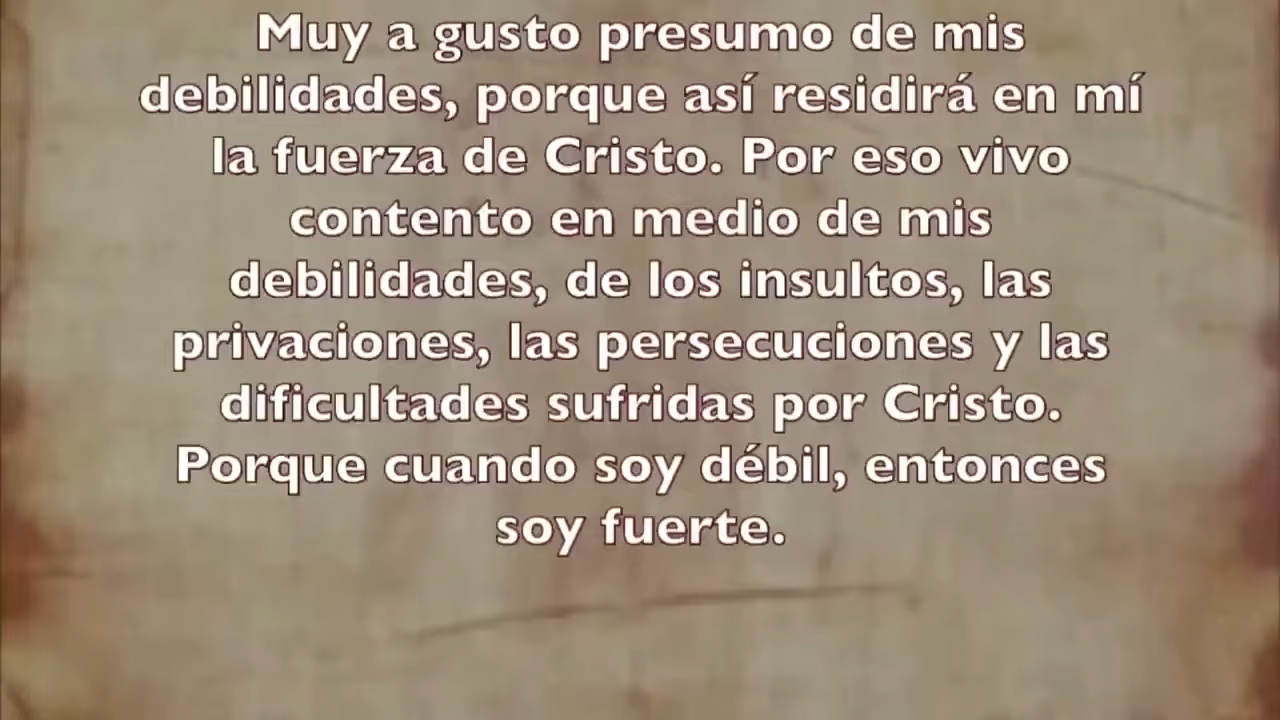 Muy a gusto presumo de mis
debilidades, porque así residirá en mí
la fuerza de Cristo. Por eso vivo
contento en medio de mis
debilidades, de los insultos, las
privaciones, las persecuciones y las
dificultades sufridas por Cristo.
Porque cuando soy débil, entonces
soy fuerte.